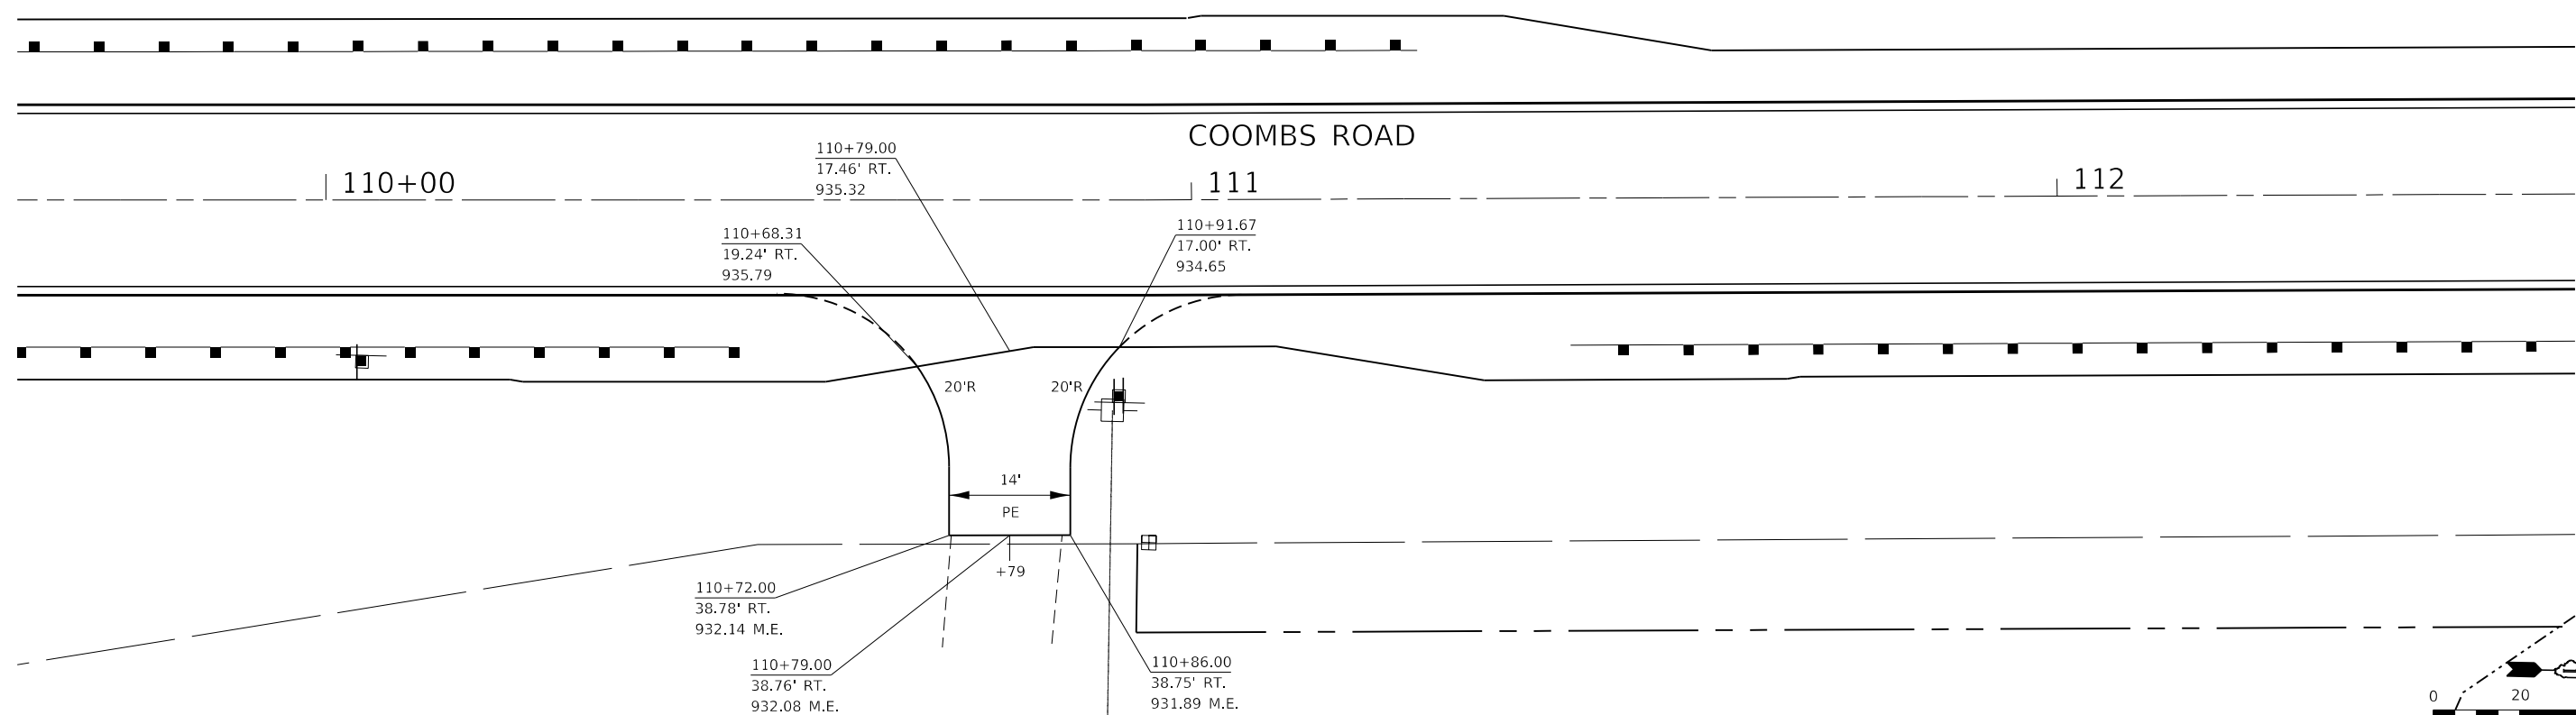 COOMBS ROAD
110+79.00
17.46' RT.
935.32
110+00
111
112
110+68.31
19.24' RT.
935.79
110+91.67
17.00' RT.
934.65
20'R
20'R
14'
PE
+79
110+72.00
38.78' RT.
932.14 M.E.
110+79.00
38.76' RT.
932.08 M.E.
110+86.00
38.75' RT.
931.89 M.E.
0
20